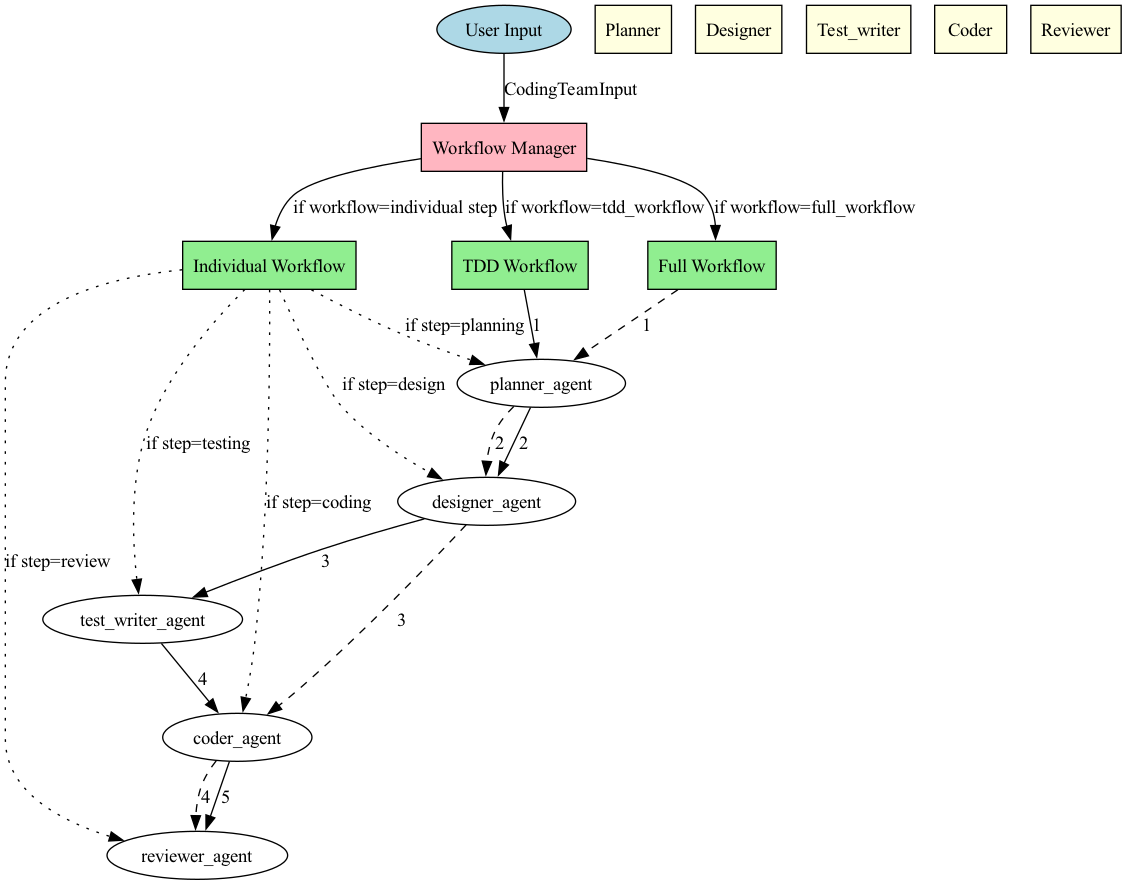 User Input
Planner
Designer
Test_writer
Coder
Reviewer
CodingTeamInput
Workflow Manager
if workflow=individual step
if workflow=tdd_workflow
if workflow=full_workflow
Individual Workflow
TDD Workflow
Full Workflow
if step=planning
1
1
planner_agent
if step=design
2
2
if step=testing
designer_agent
if step=coding
if step=review
3
3
test_writer_agent
4
coder_agent
4
5
reviewer_agent